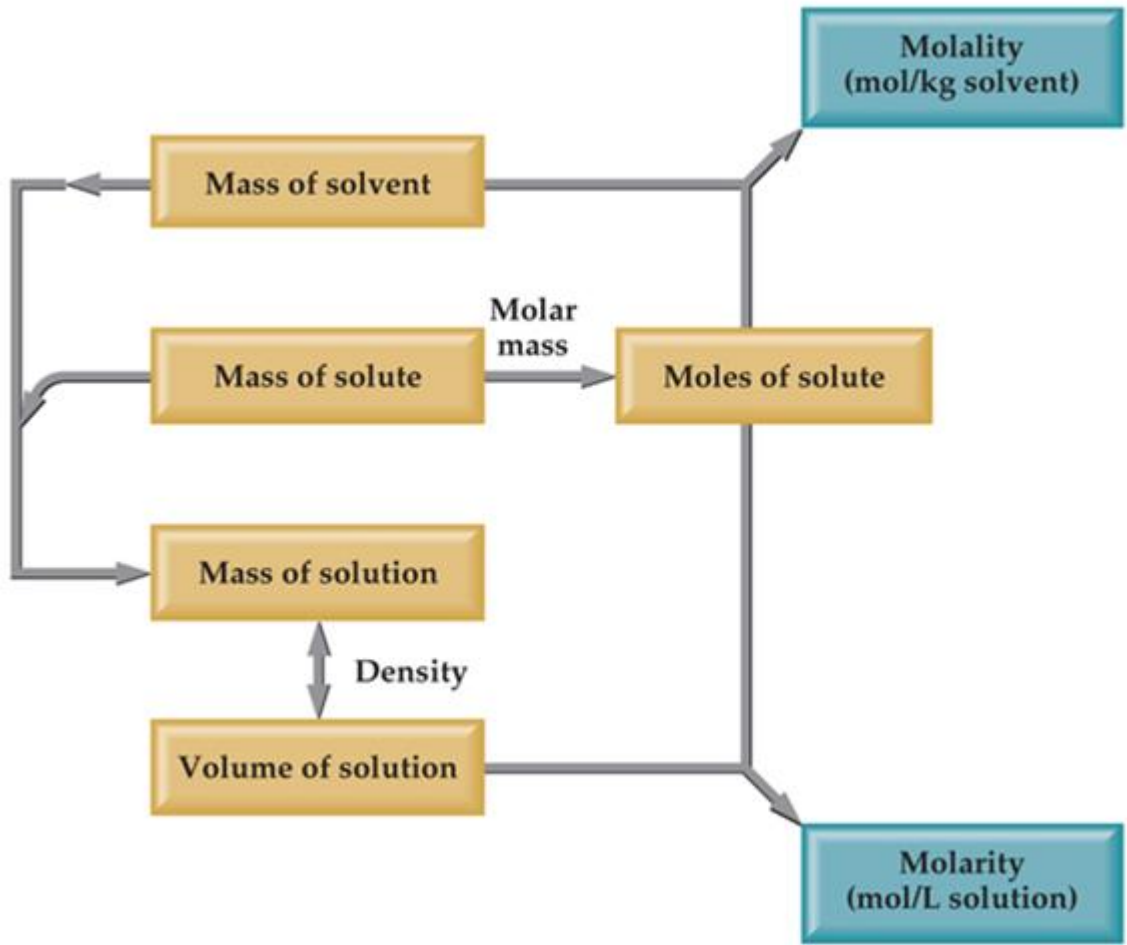 Molality
(mol/kg solvent)
Mass of solvent
Molar
mass
Mass of solute
Moles of solute
Mass of solution
Density
Volume of solution
Molarity
(mol/L solution)